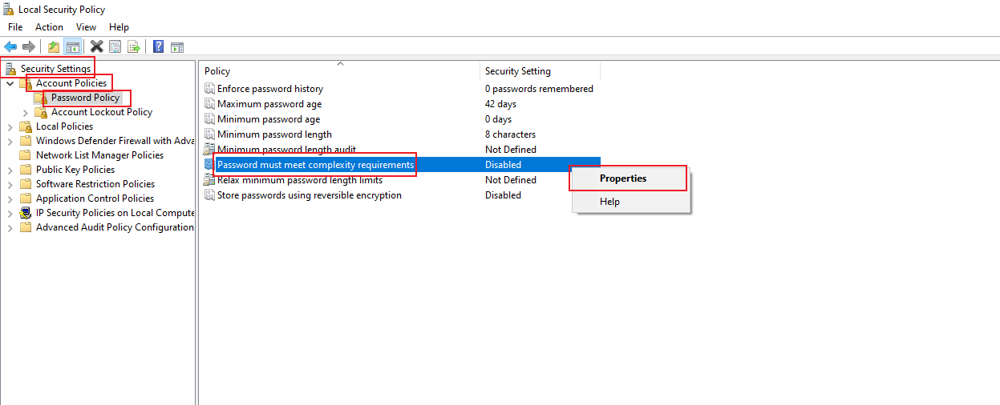 Local Security Policy
File Action View Help
Security Settings
Account Policies
Password Policy
Account Lockout Policy
Local Policies
Windows Defender Firewall with Adva
Network List Manager Policies
Public Key Policies
Software Restriction Policies
Application Control Policies
IP Security Policies on Local Compute
Advanced Audit Policy Configuration
Policy Security Setting
Enforce password history 0 passwords remembered
Maximum password age 42 days
Minimum password age 0 days
Minimum password length 8 characters
Minimum password length audit Not Defined
Password must meet complexity requirements Disabled
Relax minimum password length limits Not Defined
Store passwords using reversible encryption Disabled
Properties
Help